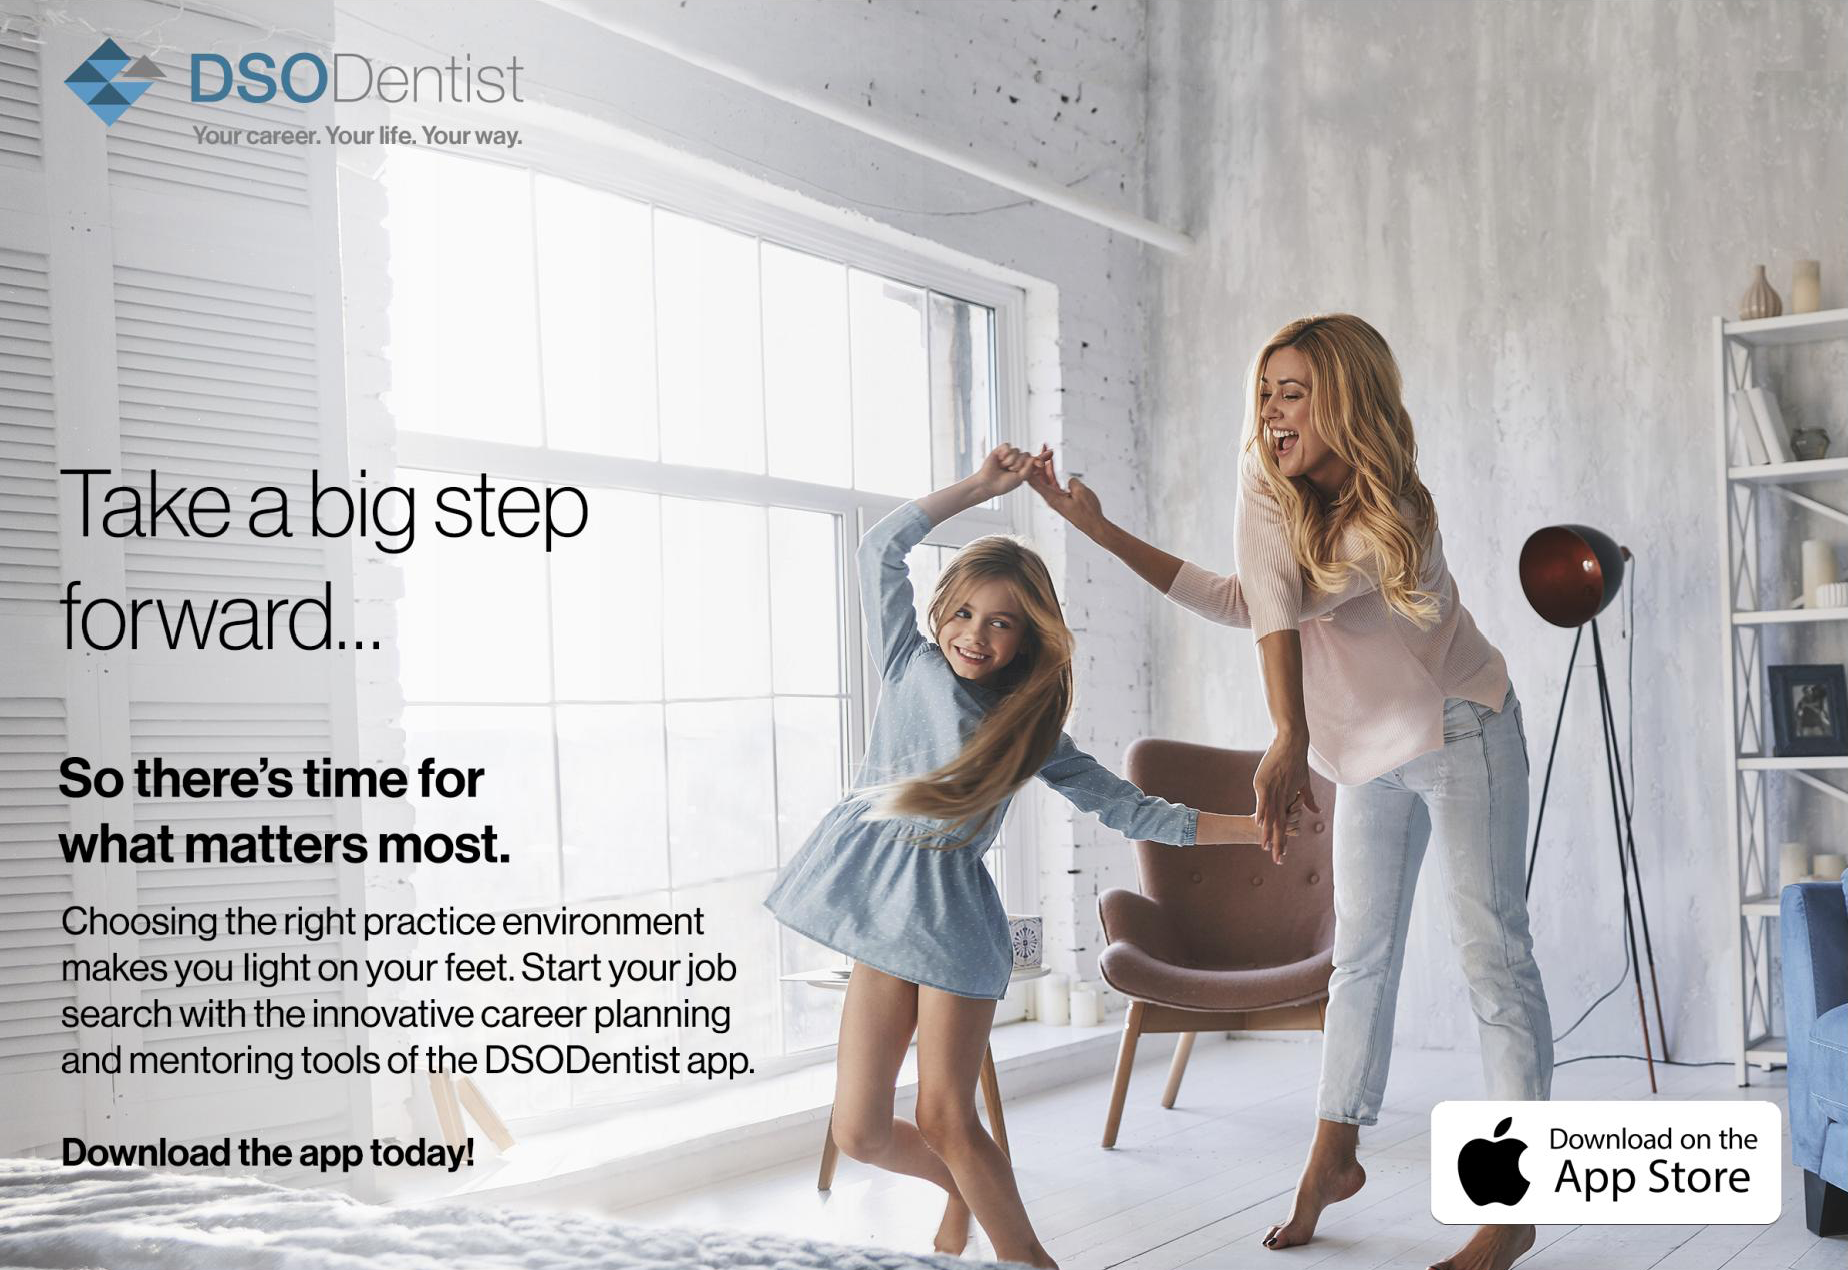 DSODentist
Your career. Your life. Your way.
Take a big step
forward...
So there’s time for
what matters most.
Choosing the right practice environment
makes you light on your feet. Start your job
search with the innovative career planning
and mentoring tools of the DSODentist app.
Download the app today!
Download on the
App Store